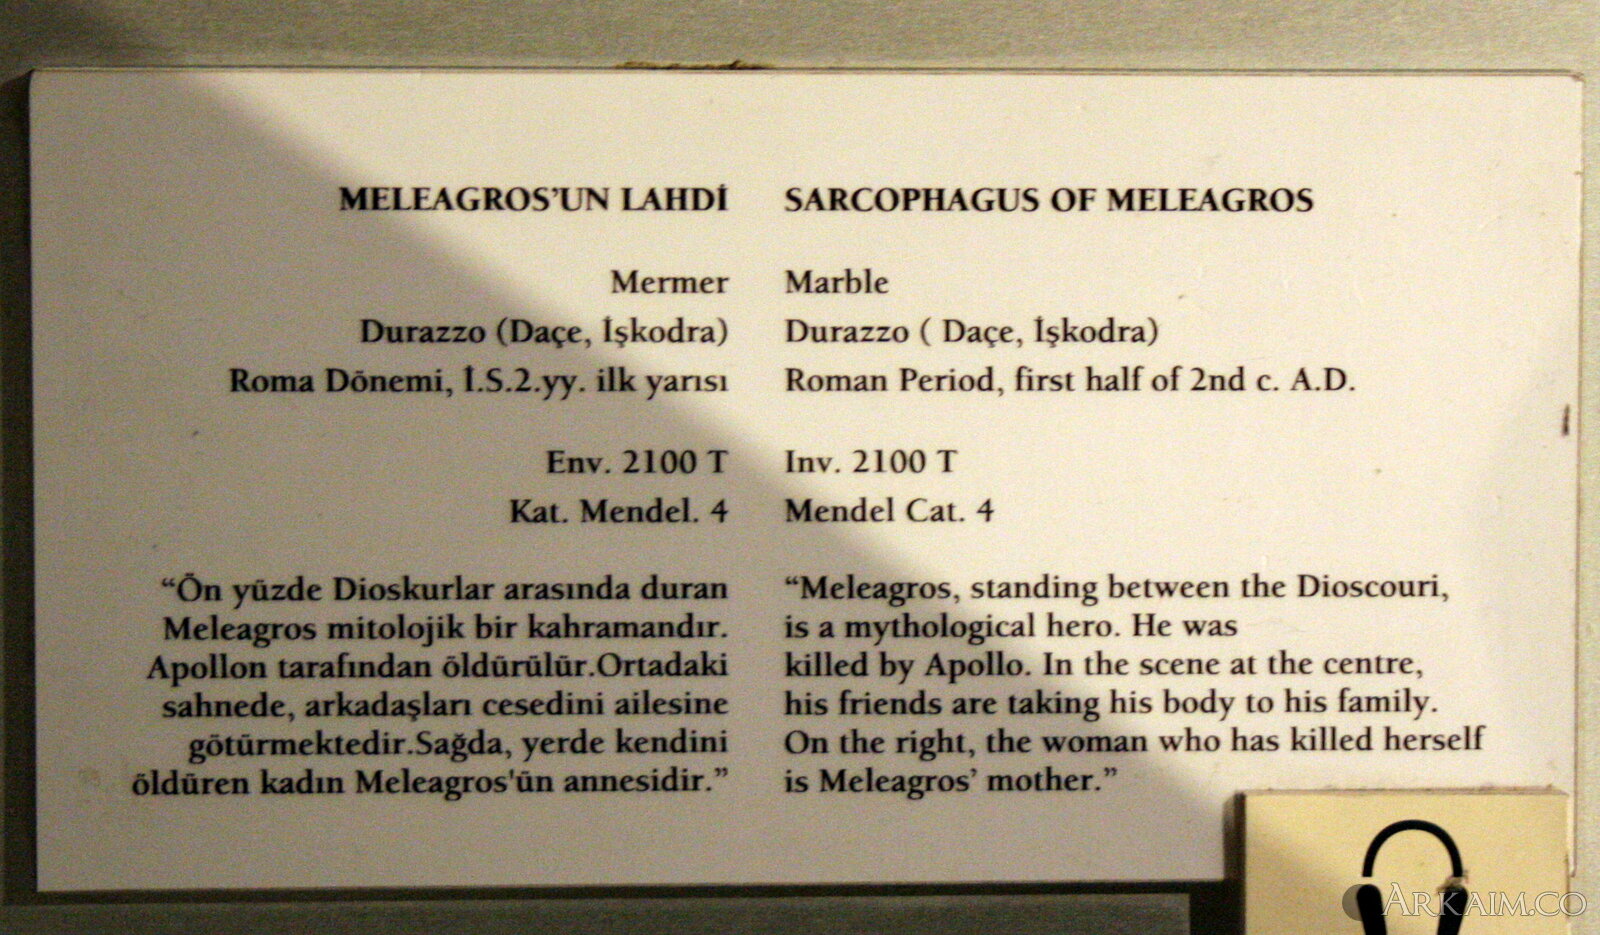 MELEAGROS'UN LAHDİ
Mermer
Durazzo (Daçe, İşkodra)
Roma Dönemi, İ.S.2.yy. ilk yarısı
Env. 2100 T
Kat. Mendel. 4
“Ön yüzde Dioskurlar arasında duran
Meleagros mitolojik bir kahramandır.
Apollon tarafından öldürülür.Ortadaki
sahnede, arkadaşları cesedini ailesine
götürmektedir.Sağda, yerde kendini
öldüren kadın Meleagros'ün annesidir.”
SARCOPHAGUS OF MELEAGROS
Marble
Durazzo ( Daçe, İşkodra)
Roman Period, first half of 2nd c. A.D.
Inv. 2100 T
Mendel Cat. 4
“Meleagros, standing between the Dioscouri,
is a mythological hero. He was
killed by Apollo. In the scene at the centre,
his friends are taking his body to his family.
On the right, the woman who has killed herself
is Meleagros’ mother.”
ARKAIM.CO